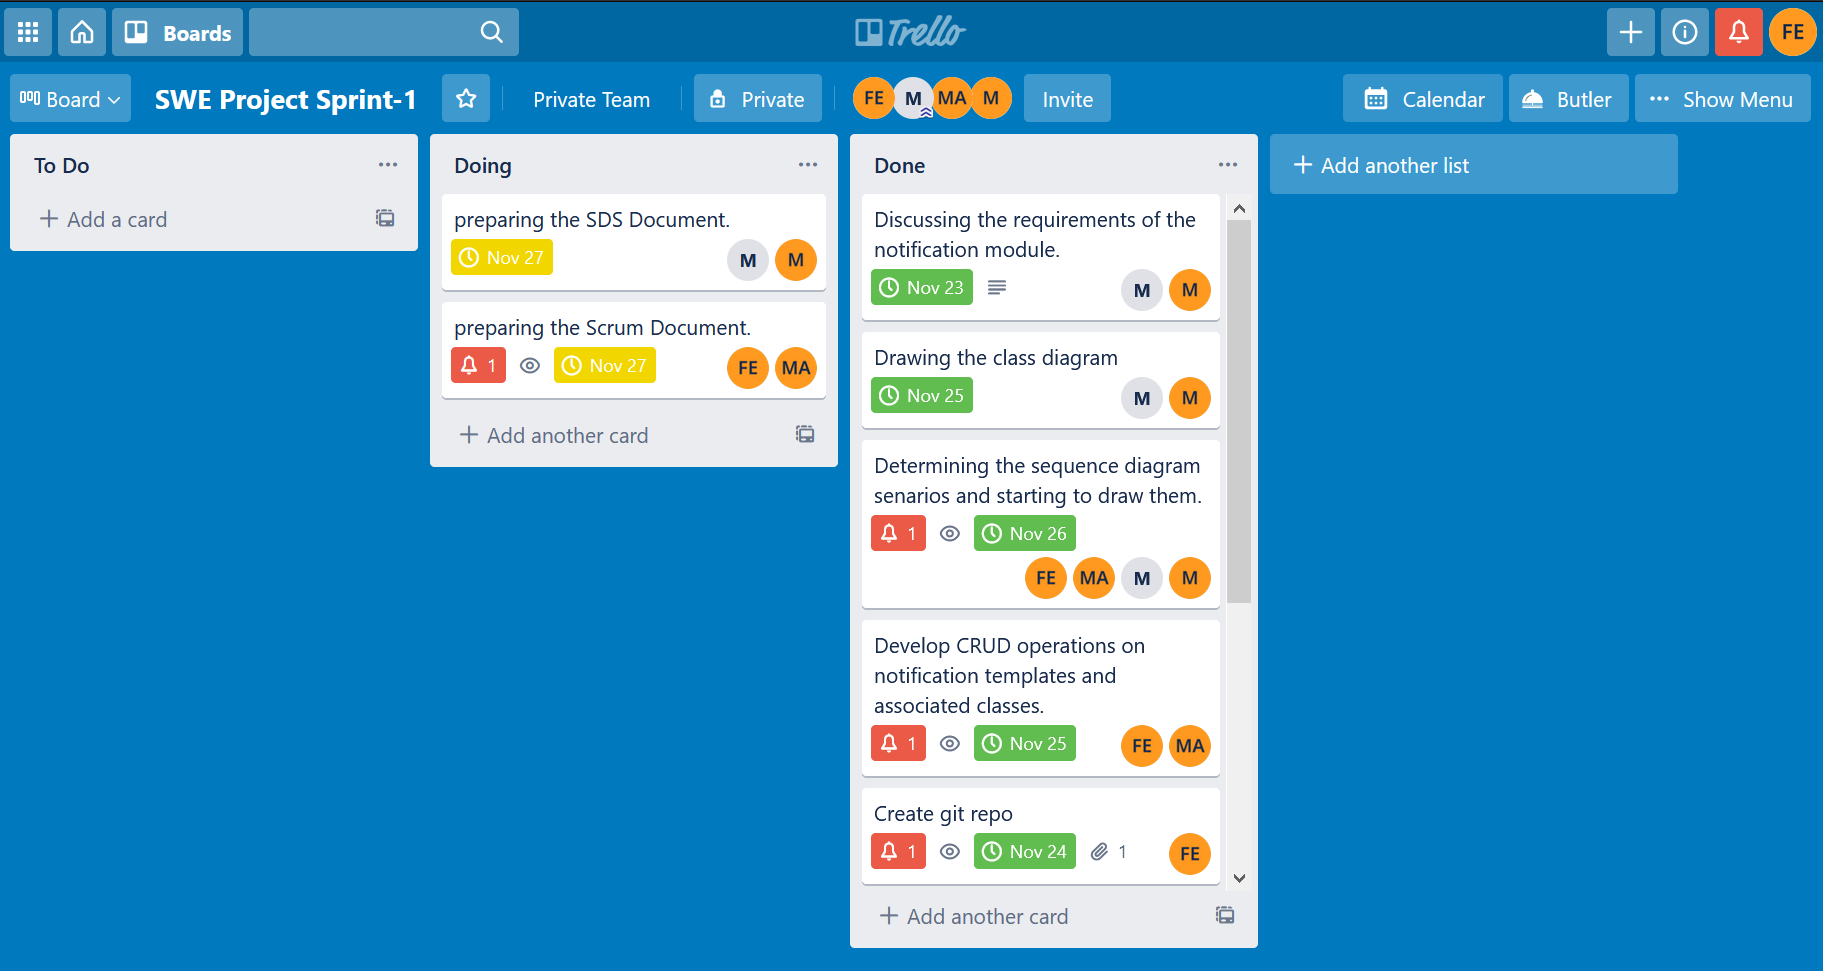 Boards
Trello
FE
Board
SWE Project Sprint-1
Private Team
Private
FE
M
MA
M
Invite
Calendar
Butler
Show Menu
To Do
Add a card
Doing
preparing the SDS Document.
Nov 27
M
M
preparing the Scrum Document.
1
Nov 27
FE
MA
Add another card
Done
Discussing the requirements of the
notification module.
Nov 23
M
M
Drawing the class diagram
Nov 25
M
M
Determining the sequence diagram
senarios and starting to draw them.
1
Nov 26
FE
MA
M
M
Develop CRUD operations on
notification templates and
associated classes.
1
Nov 25
FE
MA
Create git repo
1
Nov 24
1
FE
Add another card
Add another list